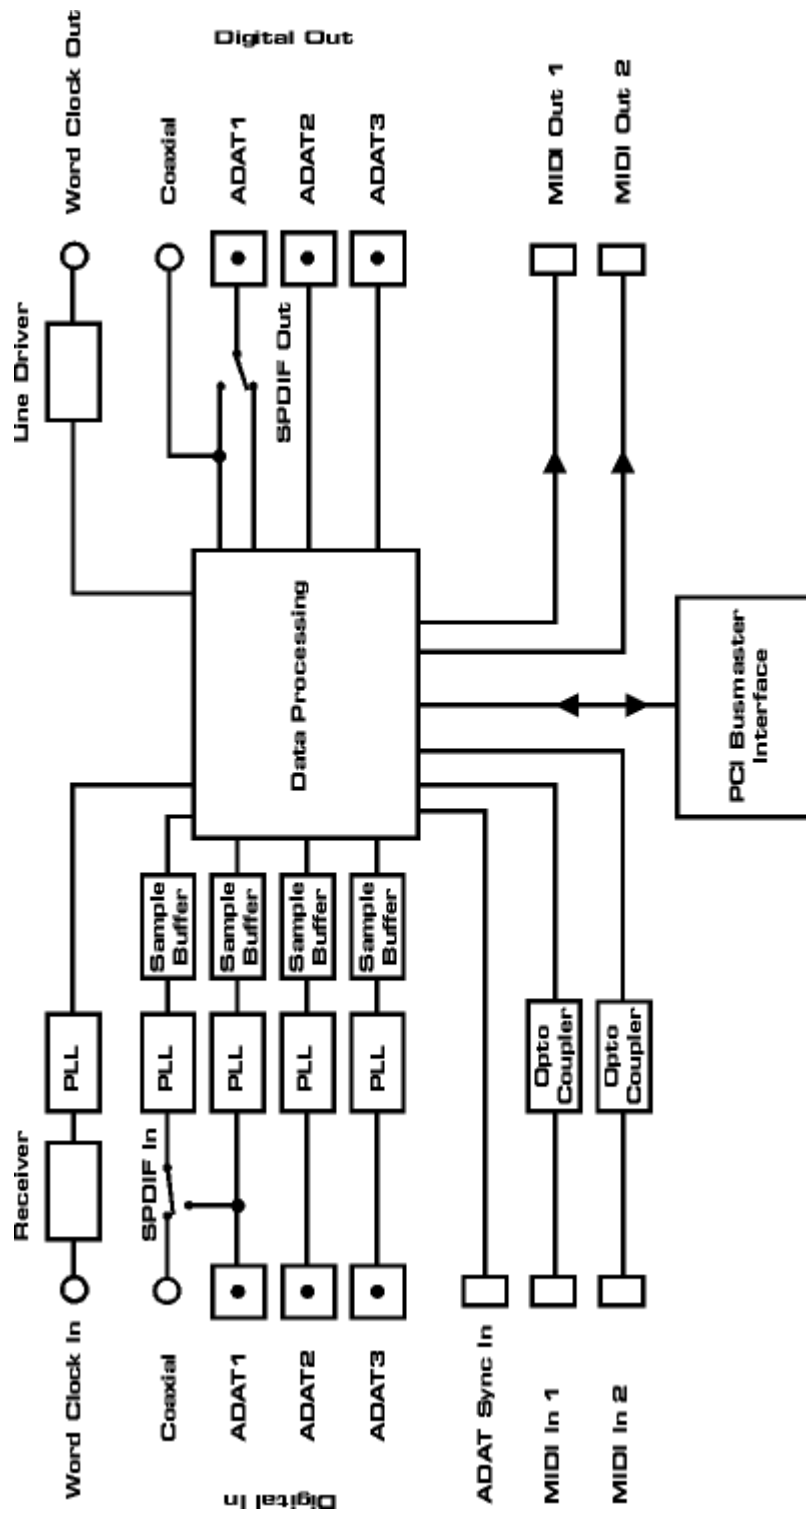 Digital Out
Word Clock Out
Coaxial
ADAT1
ADAT2
ADAT3
MIDI Out 1
MIDI Out 2
Line Driver
SPDIF Out
Data Processing
PCI Busmaster
Interface
Sample
Buffer
Sample
Buffer
Sample
Buffer
Sample
Buffer
PLL
PLL
PLL
PLL
PLL
Opto
Coupler
Opto
Coupler
Receiver
SPDIF In
Word Clock In
Coaxial
ADAT1
ADAT2
ADAT3
ADAT Sync In
MIDI In 1
MIDI In 2
Digital In